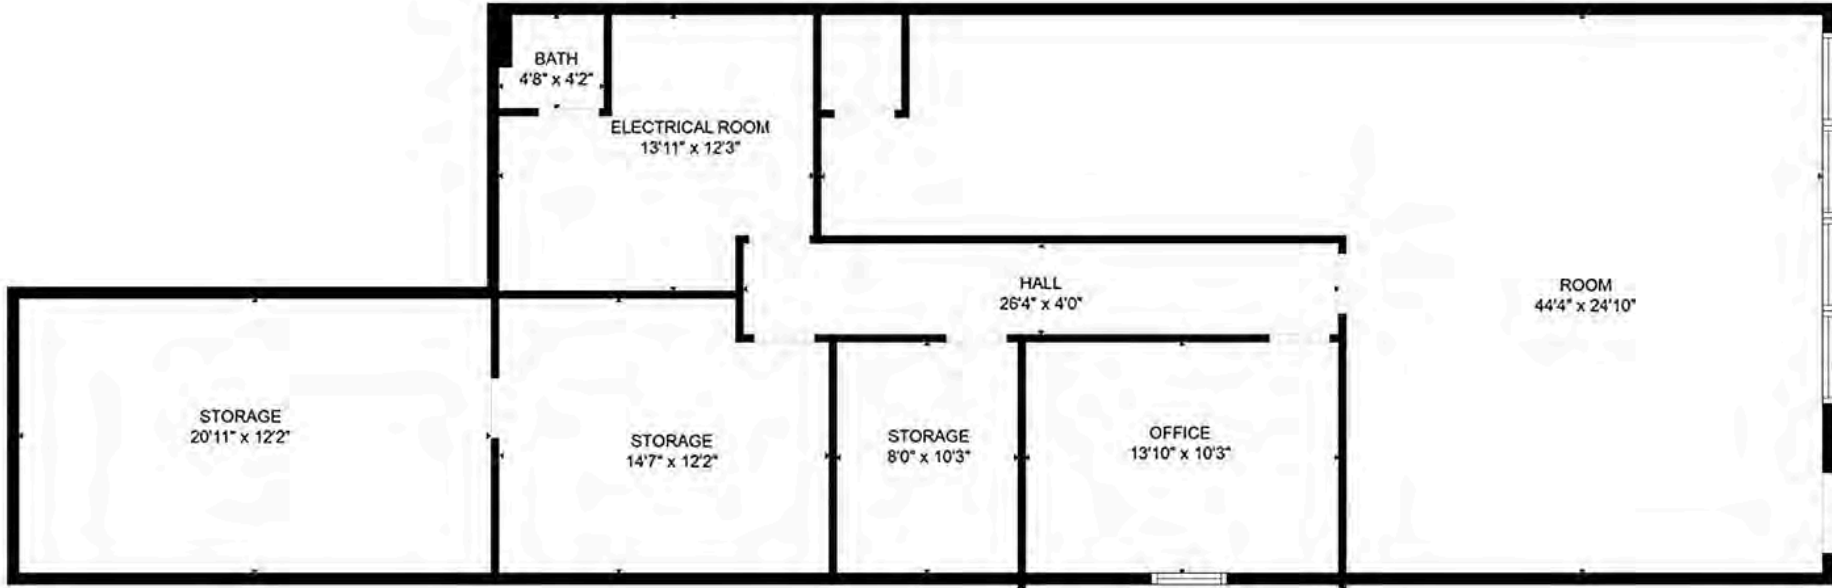 BATH
4'8" x 4'2"
ELECTRICAL ROOM
13'11" x 12'3"
HALL
26'4" x 4'0"
ROOM
44'4" x 24'10"
STORAGE
20'11" x 12'2"
STORAGE
14'7" x 12'2"
STORAGE
8'0" x 10'3"
OFFICE
13'10" x 10'3"